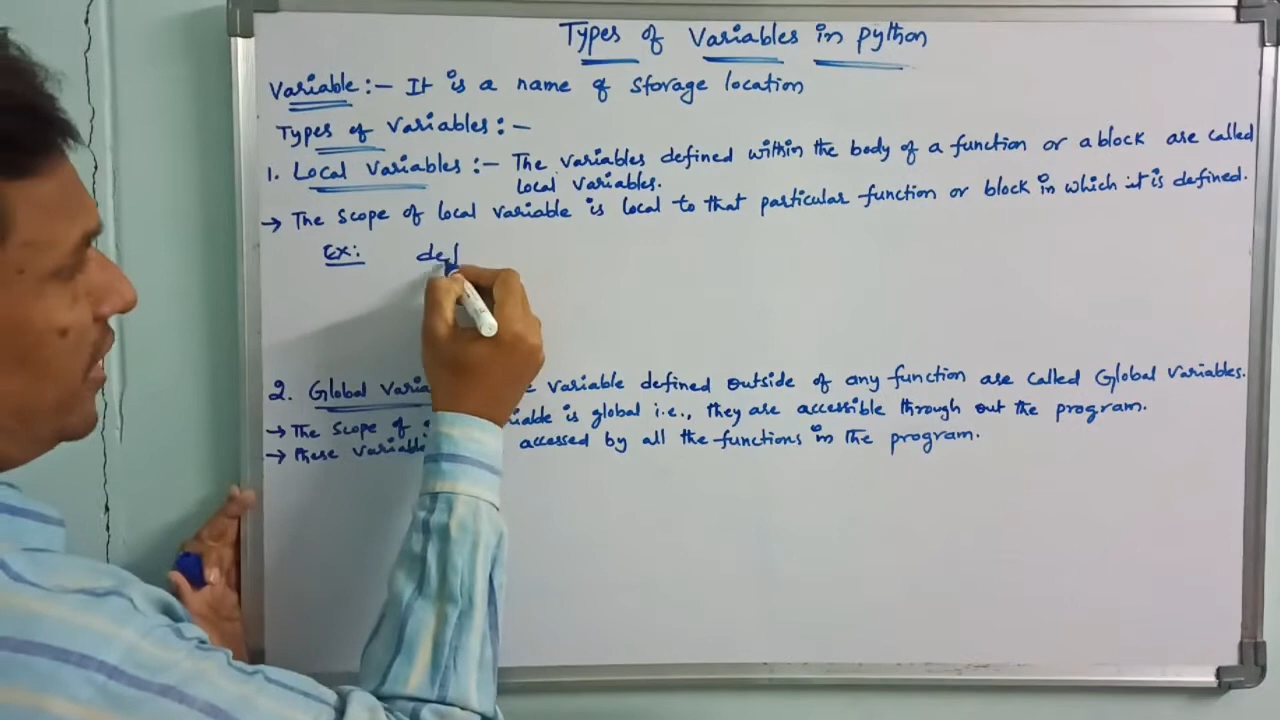 Types of Variables in python
Variable :- It is a name of storage location
Types of Variables :-
1. Local Variables :- The variables defined within the body of a function or a block are called
local variables.
→ The scope of local variable is local to that particular function or block in which it is defined.
Ex: def
2. Global variable defined outside of any function are called Global variables.
→ The scope of is global i.e., they are accessible through out the program.
→ These accessed by all the functions in the program.